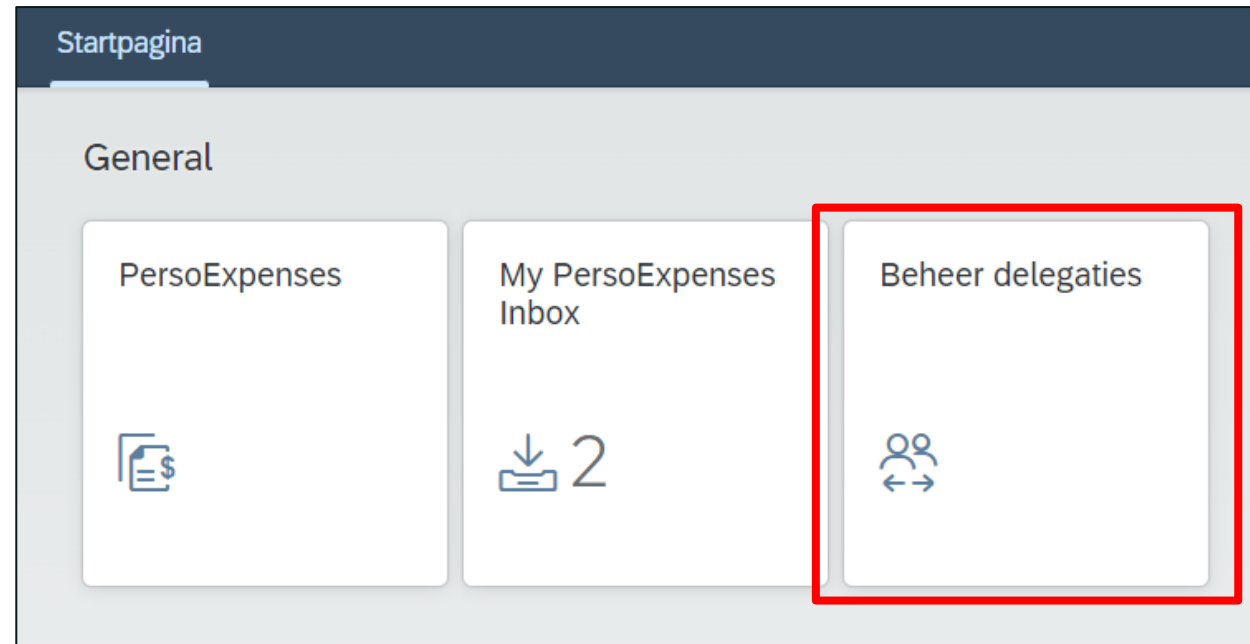 Startpagina
General
PersoExpenses
My PersoExpenses
Inbox
Beheer delegaties
$
2